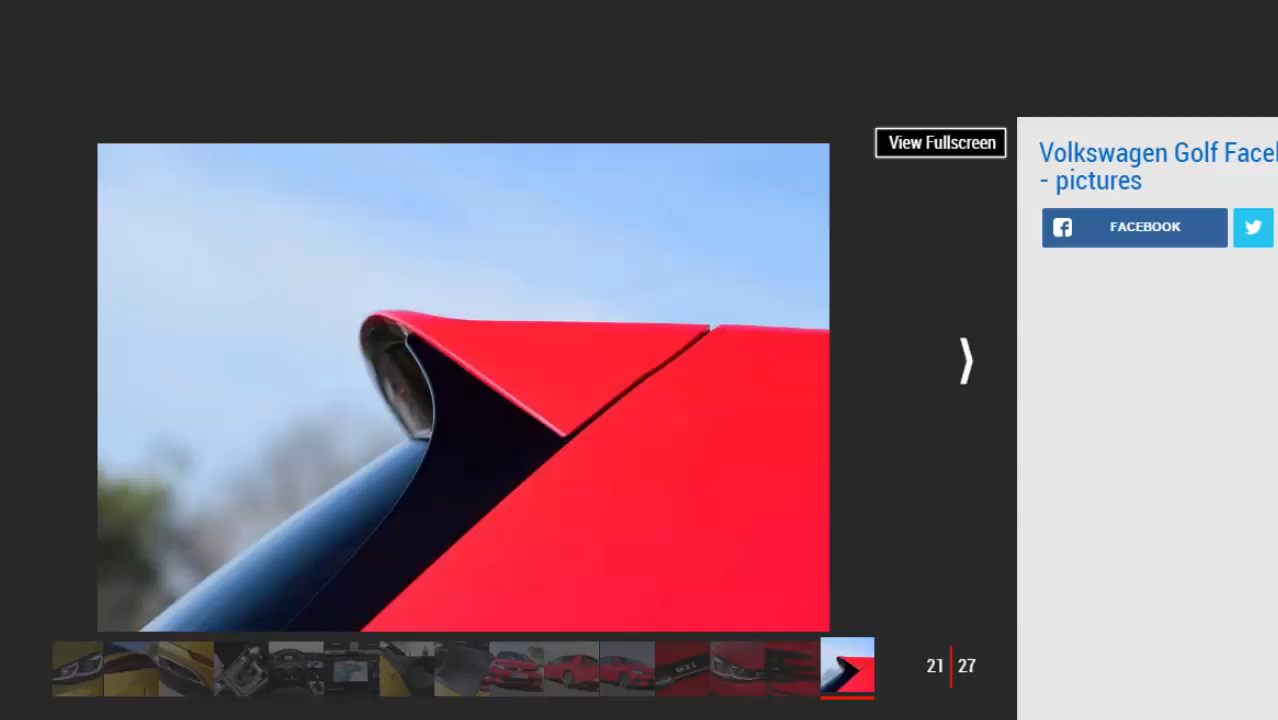 View Fullscreen
Volkswagen Golf Facel
- pictures
FACEBOOK
21 27